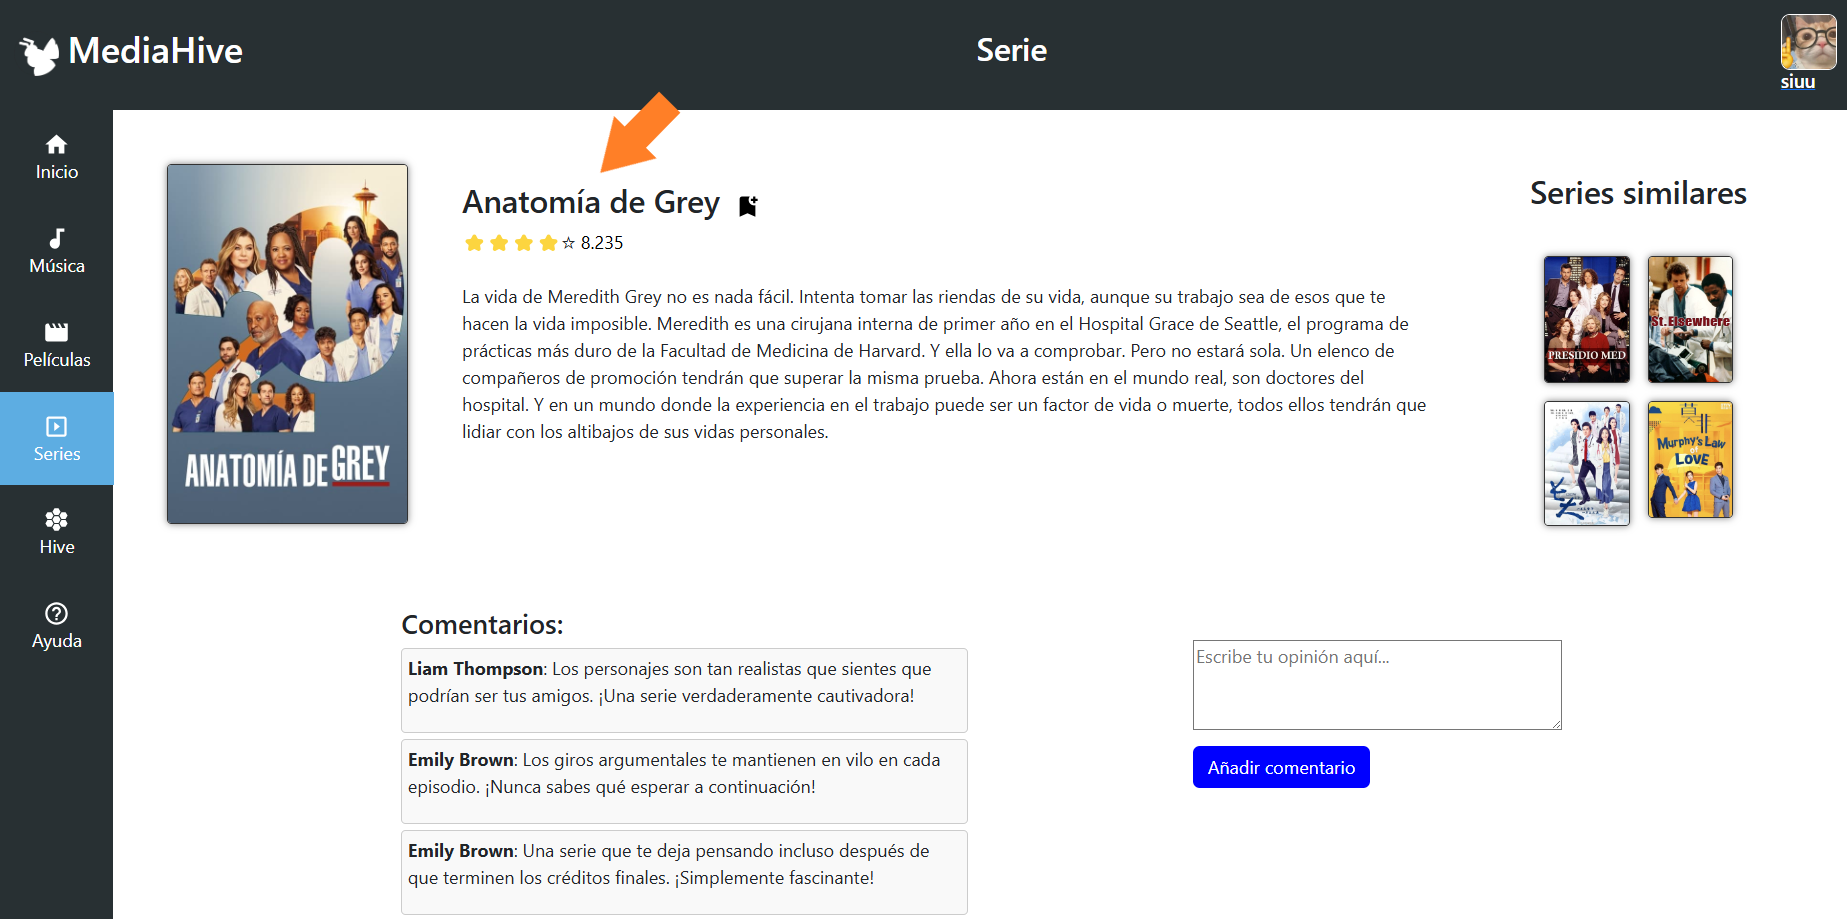 MediaHive
Serie
siuu
Inicio
Música
Películas
Series
Hive
Ayuda
ANATOMÍA DE GREY
Anatomía de Grey
8.235
La vida de Meredith Grey no es nada fácil. Intenta tomar las riendas de su vida, aunque su trabajo sea de esos que te
hacen la vida imposible. Meredith es una cirujana interna de primer año en el Hospital Grace de Seattle, el programa de
prácticas más duro de la Facultad de Medicina de Harvard. Y ella lo va a comprobar. Pero no estará sola. Un elenco de
compañeros de promoción tendrán que superar la misma prueba. Ahora están en el mundo real, son doctores del
hospital. Y en un mundo donde la experiencia en el trabajo puede ser un factor de vida o muerte, todos ellos tendrán que
lidiar con los altibajos de sus vidas personales.
Series similares
PRESIDIO MED
St. Elsewhere
Murphy's Law
of
LOVE
Comentarios:
Liam Thompson: Los personajes son tan realistas que sientes que
podrían ser tus amigos. ¡Una serie verdaderamente cautivadora!
Emily Brown: Los giros argumentales te mantienen en vilo en cada
episodio. ¡Nunca sabes qué esperar a continuación!
Emily Brown: Una serie que te deja pensando incluso después de
que terminen los créditos finales. ¡Simplemente fascinante!
Escribe tu opinión aquí...
Añadir comentario